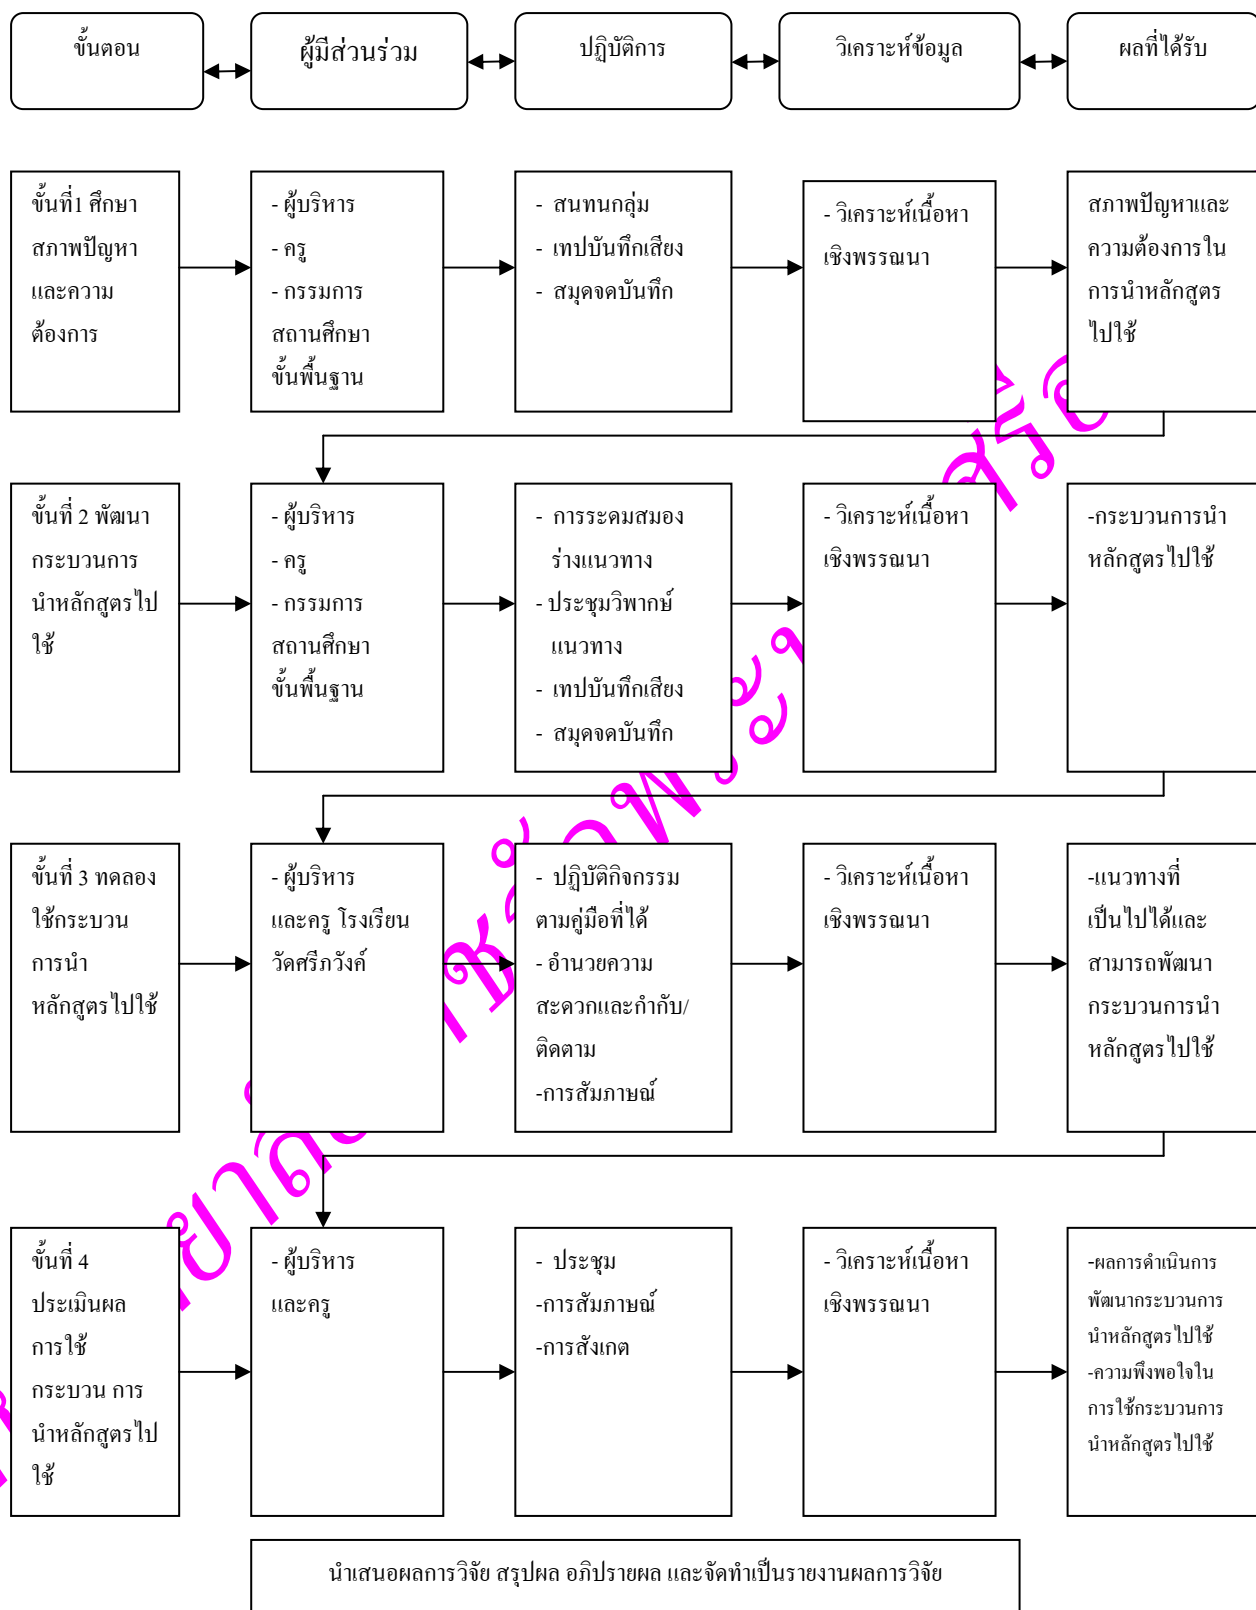 ขั้นตอน
ผู้มีส่วนร่วม
ปฏิบัติการ
วิเคราะห์ข้อมูล
ผลที่ได้รับ
ขั้นที่1 ศึกษา
สภาพปัญหา
และความ
ต้องการ
- ผู้บริหาร
- ครู
- กรรมการ
สถานศึกษา
ขั้นพื้นฐาน
- สนทนกลุ่ม
- เทปบันทึกเสียง
- สมุดจดบันทึก
- วิเคราะห์เนื้อหา
เชิงพรรณนา
สภาพปัญหาและ
ความต้องการใน
การนำหลักสูตร
ไปใช้
ขั้นที่ 2 พัฒนา
กระบวนการ
นำหลักสูตรไป
ใช้
- ผู้บริหาร
- ครู
- กรรมการ
สถานศึกษา
ขั้นพื้นฐาน
- การระดมสมอง
ร่างแนวทาง
- ประชุมวิพากษ์
แนวทาง
- เทปบันทึกเสียง
- สมุดจดบันทึก
- วิเคราะห์เนื้อหา
เชิงพรรณนา
-กระบวนการนำ
หลักสูตรไปใช้
ขั้นที่ 3 ทดลอง
ใช้กระบวน
การนำ
หลักสูตรไปใช้
- ผู้บริหาร
และครู โรงเรียน
วัดศรีภวังค์
- ปฏิบัติกิจกรรม
ตามคู่มือที่ได้
- อำนวยความ
สะดวกและกำกับ/
ติดตาม
-การสัมภาษณ์
- วิเคราะห์เนื้อหา
เชิงพรรณนา
-แนวทางที่
เป็นไปได้และ
สามารถพัฒนา
กระบวนการนำ
หลักสูตรไปใช้
ขั้นที่ 4
ประเมินผล
การใช้
กระบวน การ
นำหลักสูตรไป
ใช้
- ผู้บริหาร
และครู
- ประชุม
-การสัมภาษณ์
-การสังเกต
- วิเคราะห์เนื้อหา
เชิงพรรณนา
-ผลการดำเนินการ
พัฒนากระบวนการ
นำหลักสูตรไปใช้
-ความพึงพอใจใน
การใช้กระบวนการ
นำหลักสูตรไปใช้
นำเสนอผลการวิจัย สรุปผล อภิปรายผล และจัดทำเป็นรายงานผลการวิจัย